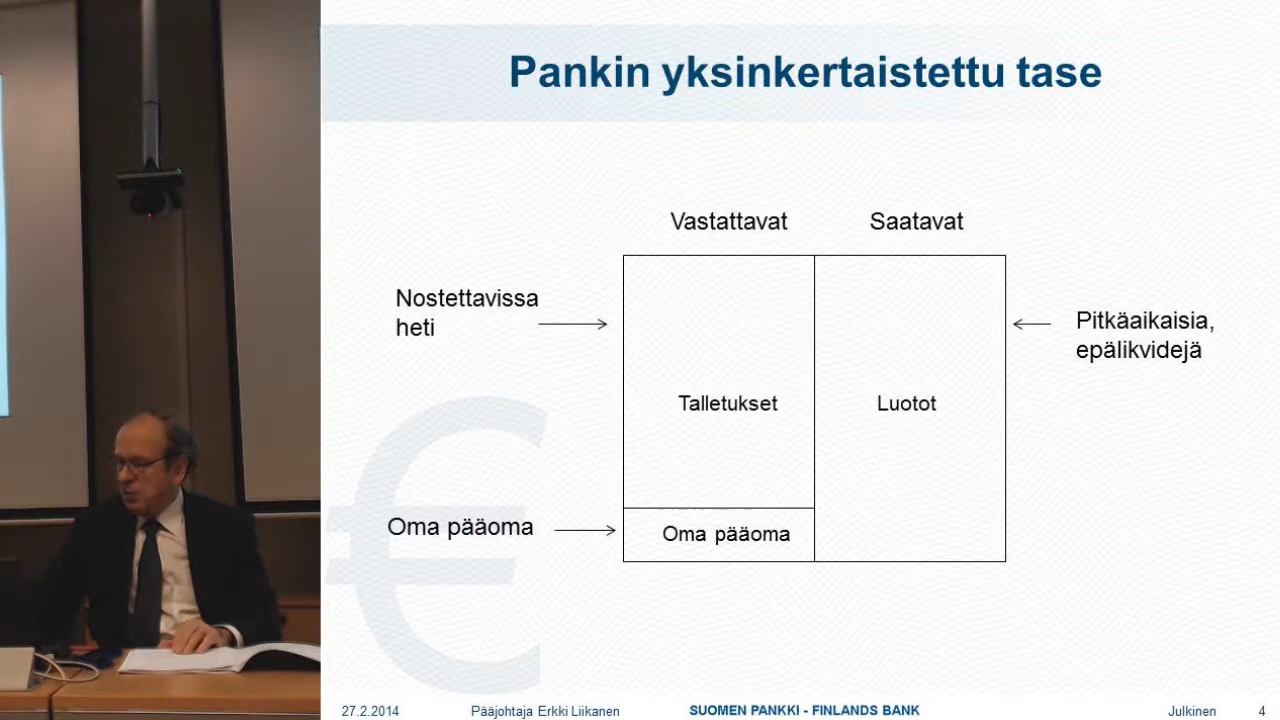 Pankin yksinkertaistettu tase
Vastattavat
Saatavat
Nostettavissa
heti
Pitkäaikaisia,
epälikvidejä
Talletukset
Luotot
Oma pääoma
Oma pääoma
27.2.2014
Pääjohtaja Erkki Liikanen
SUOMEN PANKKI - FINLANDS BANK
Julkinen
4